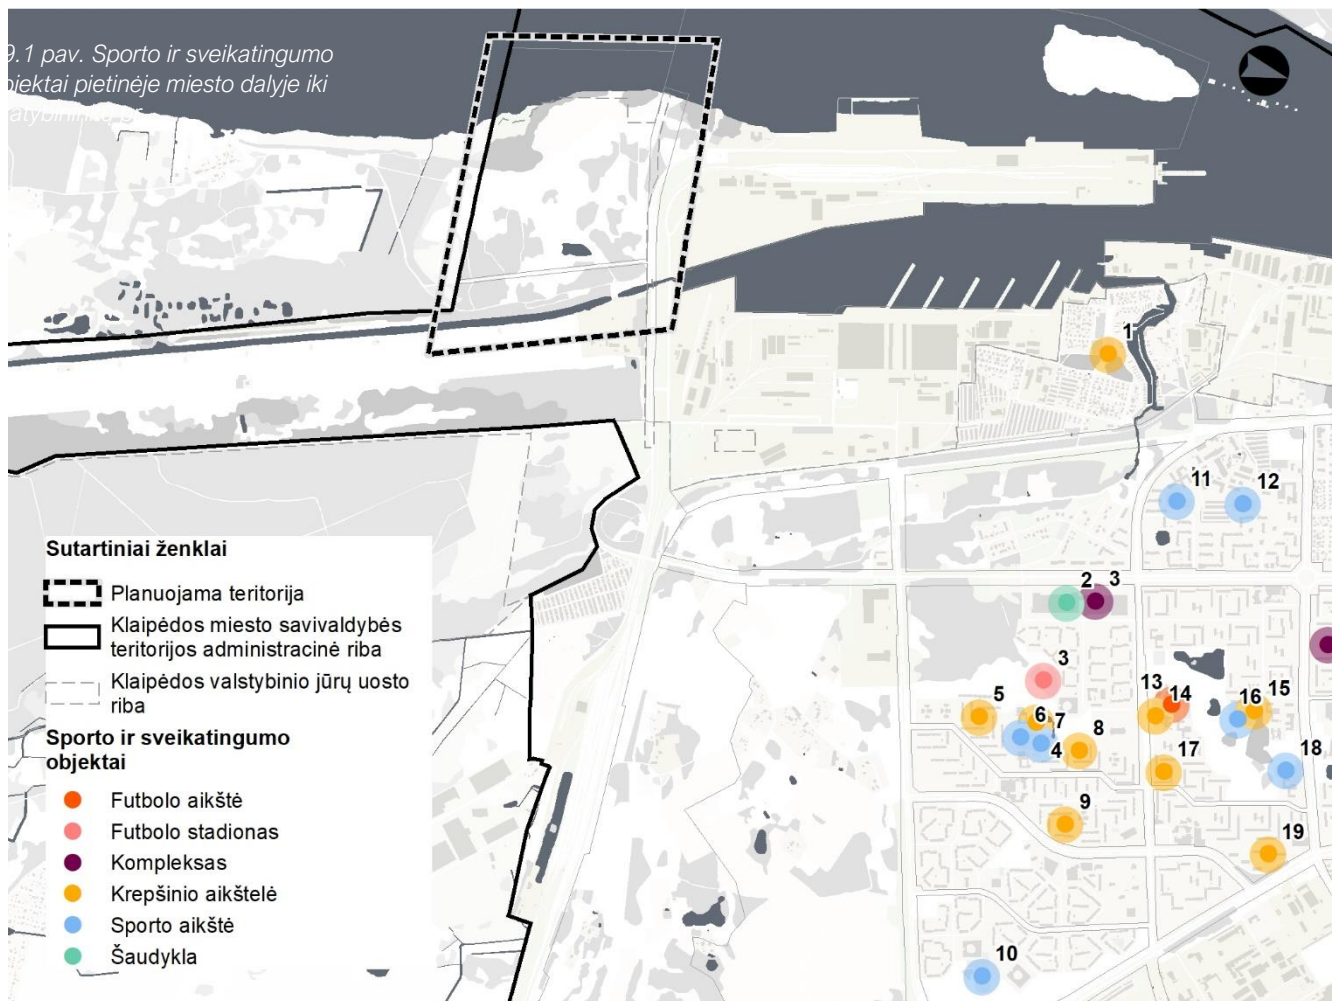 9.1 pav. Sporto ir sveikatingumo
objektai pietinėje miesto dalyje iki
1
11
12
2
3
3
13
14
5
6
7
16
15
8
4
17
18
9
19
10
Sutartiniai ženklai
Planuojama teritorija
Klaipėdos miesto savivaldybės
teritorijos administracinė riba
Klaipėdos valstybinio jūrų uosto
riba
Sporto ir sveikatingumo
objektai
Futbolo aikštė
Futbolo stadionas
Kompleksas
Krepšinio aikštelė
Sporto aikštė
Šaudykla